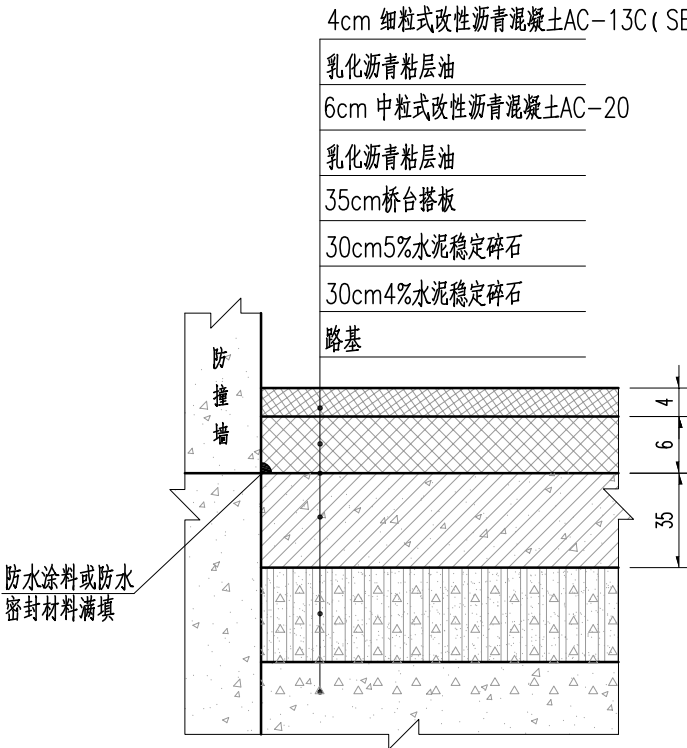 4cm 细粒式改性沥青混凝土AC-13C( SE
乳化沥青粘层油
6cm 中粒式改性沥青混凝土AC-20
乳化沥青粘层油
35cm桥台搭板
30cm5%水泥稳定碎石
30cm4%水泥稳定碎石
路基
防
撞
墙
4
6
35
防水涂料或防水
密封材料满填